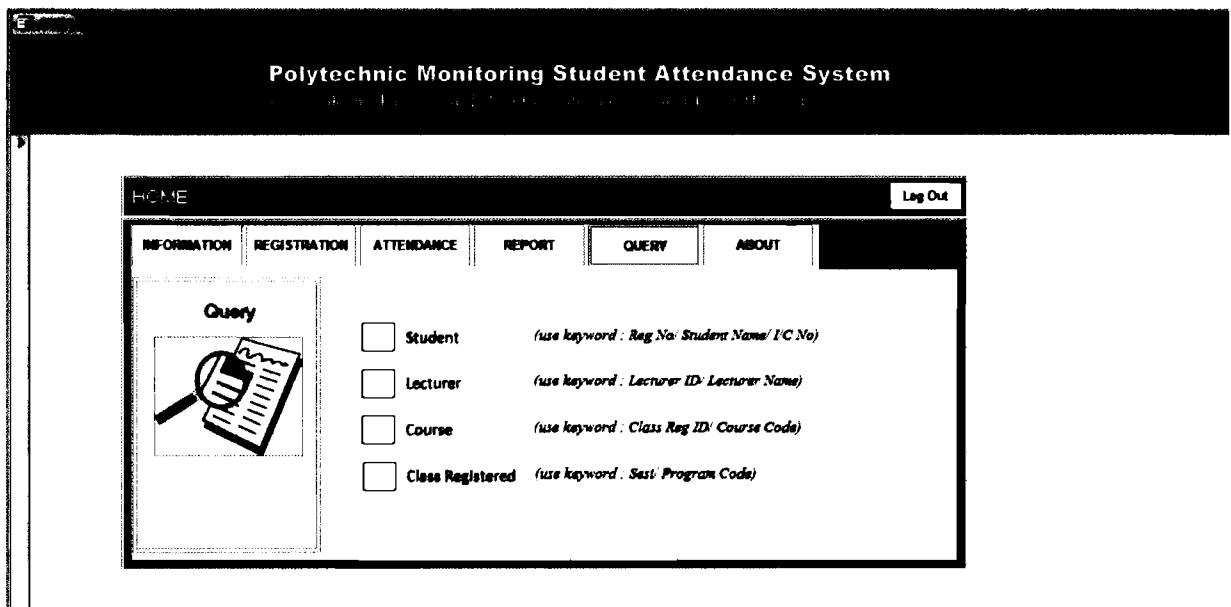 Polytechnic Monitoring Student Attendance System
HOME
Log Out
INFORMATION REGISTRATION ATTENDANCE REPORT QUERY ABOUT
Query
Student (use keyword : Reg No/ Student Name/ I/C No)
Lecturer (use keyword : Lecturer ID/ Lecturer Name)
Course (use keyword : Class Reg ID/ Course Code)
Class Registered (use keyword : Sesi/ Program Code)